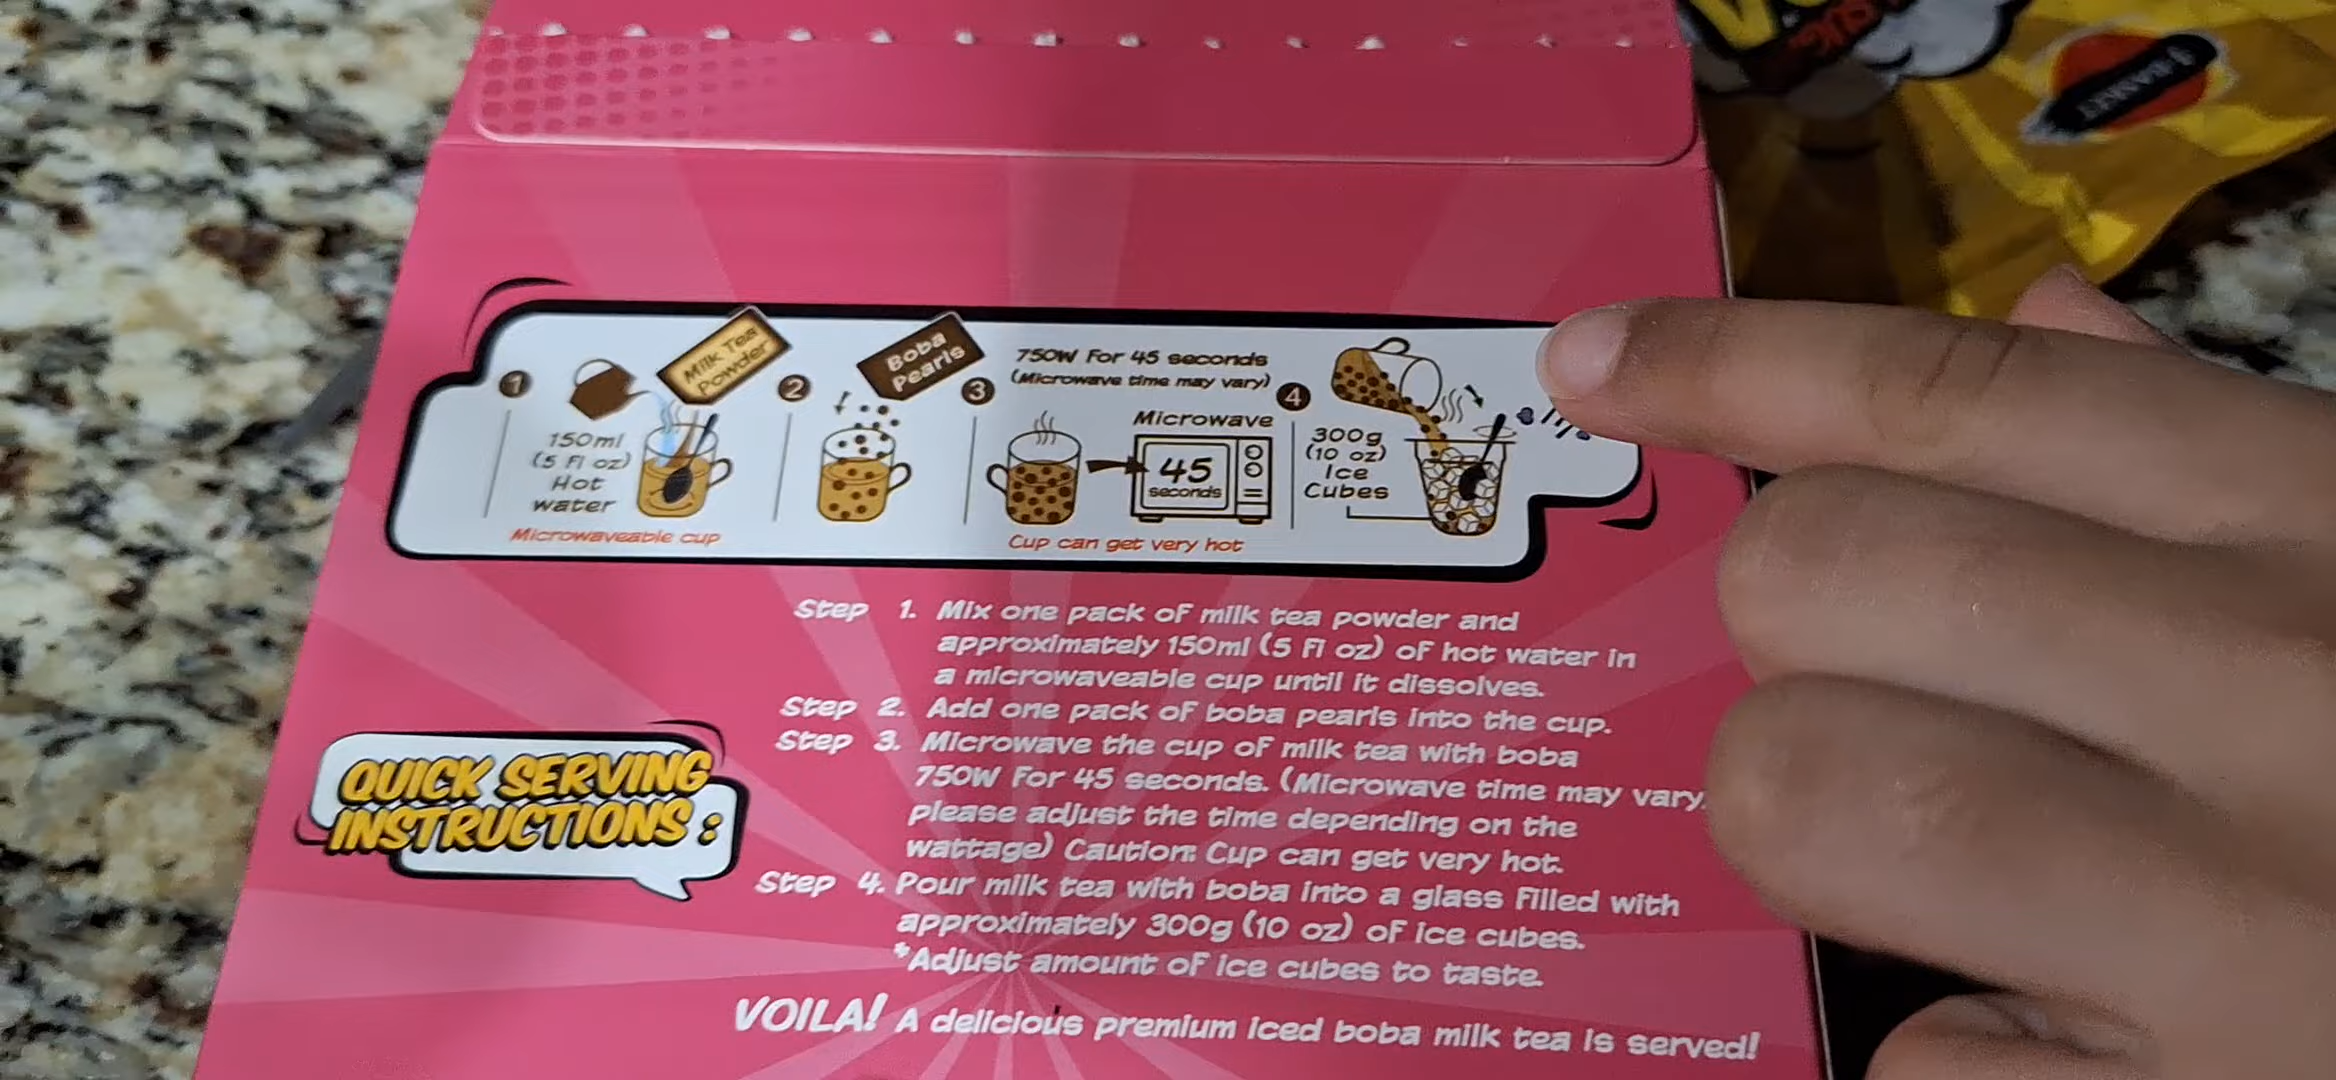 Milk Tea
Powder
Boba
Pearls
1
2
3
750W For 45 seconds
(Microwave time may vary)
4
Microwave
150ml
(5 Fl oz)
Hot
water
45
seconds
300g
(10 oz)
Ice
Cubes
Microwaveable cup
Cup can get very hot
Step 1. Mix one pack of milk tea powder and
approximately 150ml (5 Fl oz) of hot water in
a microwaveable cup until it dissolves.
Step 2. Add one pack of boba pearls into the cup.
Step 3. Microwave the cup of milk tea with boba
750W For 45 seconds. (Microwave time may vary,
please adjust the time depending on the
wattage) Caution: Cup can get very hot.
Step 4. Pour milk tea with boba into a glass filled with
approximately 300g (10 oz) of ice cubes.
*Adjust amount of ice cubes to taste.
QUICK SERVING
INSTRUCTIONS :
VOILA! A delicious premium iced boba milk tea is served!